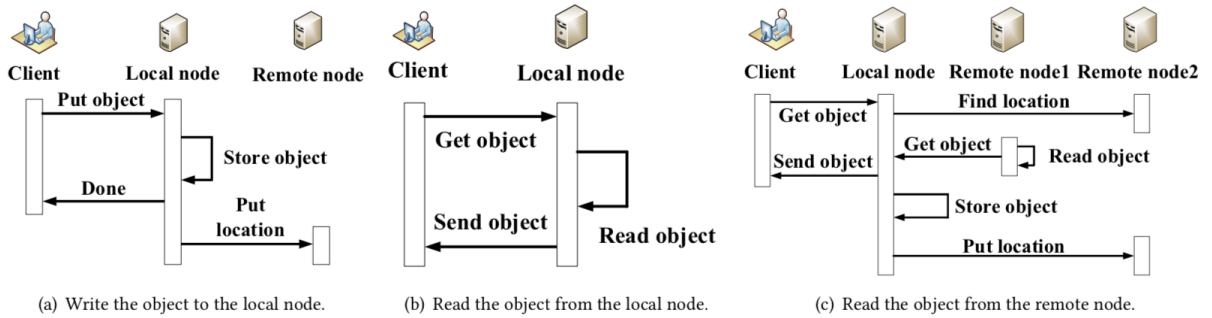 Client
Local node
Remote node
Put object
Store object
Done
Put
location
(a) Write the object to the local node.
Client
Local node
Get object
Send object
Read object
(b) Read the object from the local node.
Client
Local node
Remote node1
Remote node2
Find location
Get object
Get object
Read object
Send object
Store object
Put location
(c) Read the object from the remote node.